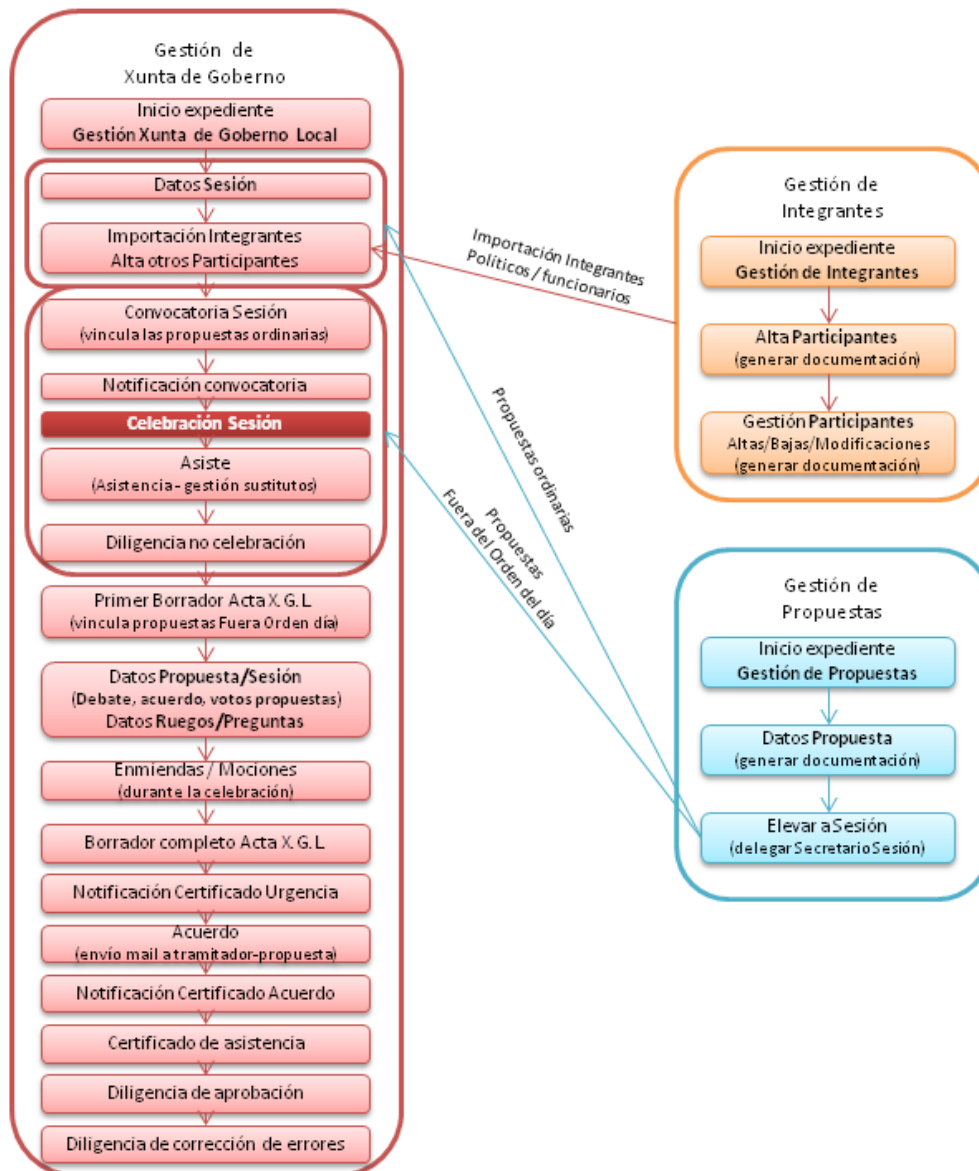 Gestión de
Xunta de Goberno
Inicio expediente
Gestión Xunta de Goberno Local
Datos Sesión
Importación Integrantes
Alta otros Participantes
Convocatoria Sesión
(vincula las propuestas ordinarias)
Notificación convocatoria
Celebración Sesión
Asiste
(Asistencia- gestión sustitutos)
Diligencia no celebración
Primer Borrador Acta X. G. L.
(vincula propuestas Fuera Orden día)
Datos Propuesta/Sesión
(Debate, acuerdo, votos propuestas)
Datos Ruegos/Preguntas
Enmiendas / Mociones
(durante la celebración)
Borrador completo Acta X. G. L.
Notificación Certificado Urgencia
Acuerdo
(envío mail a tramitador-propuesta)
Notificación Certificado Acuerdo
Certificado de asistencia
Diligencia de aprobación
Diligencia de corrección de errores
Importación Integrantes
Políticos / funcionarios
Propuestas ordinarias
Propuestas
Fuera del Orden del día
Gestión de
Integrantes
Inicio expediente
Gestión de Integrantes
Alta Participantes
(generar documentación)
Gestión Participantes
Altas/Bajas/Modificaciones
(generar documentación)
Gestión de
Propuestas
Inicio expediente
Gestión de Propuestas
Datos Propuesta
(generar documentación)
Elevar a Sesión
(delegar Secretario Sesión)